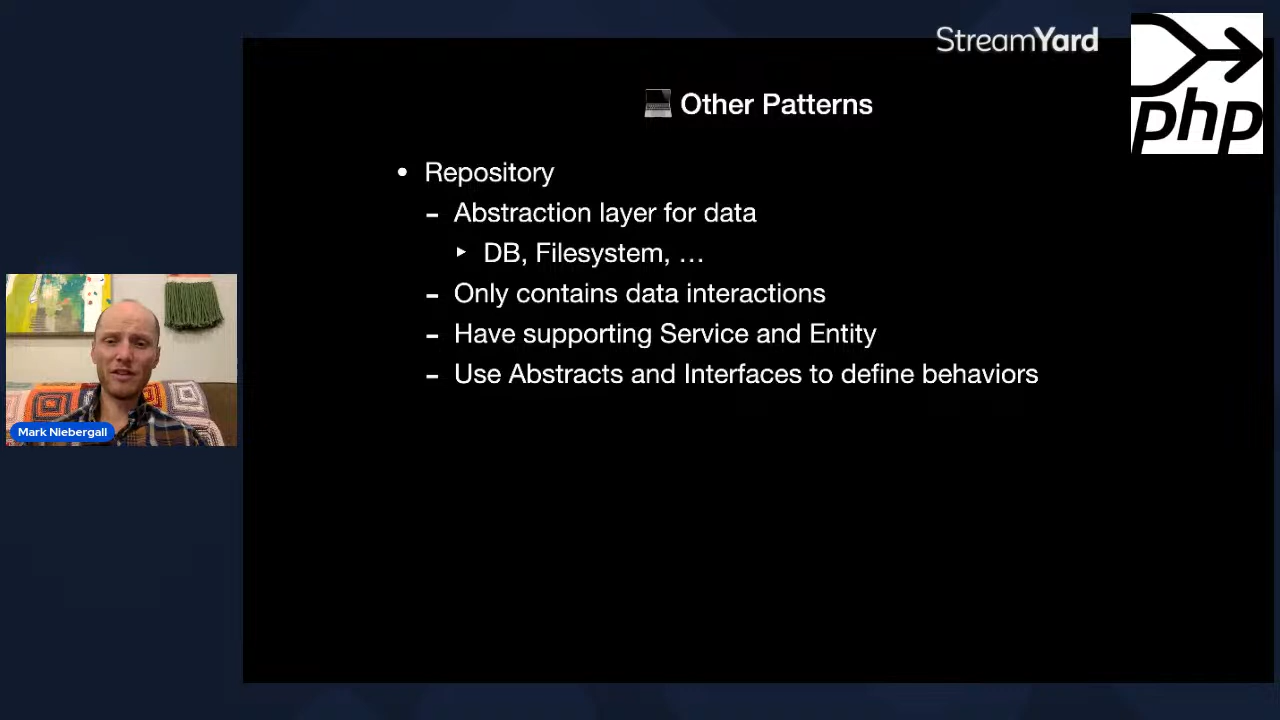 StreamYard
php
💻 Other Patterns
• Repository
- Abstraction layer for data
‣ DB, Filesystem, …
- Only contains data interactions
- Have supporting Service and Entity
- Use Abstracts and Interfaces to define behaviors
Mark Niebergall